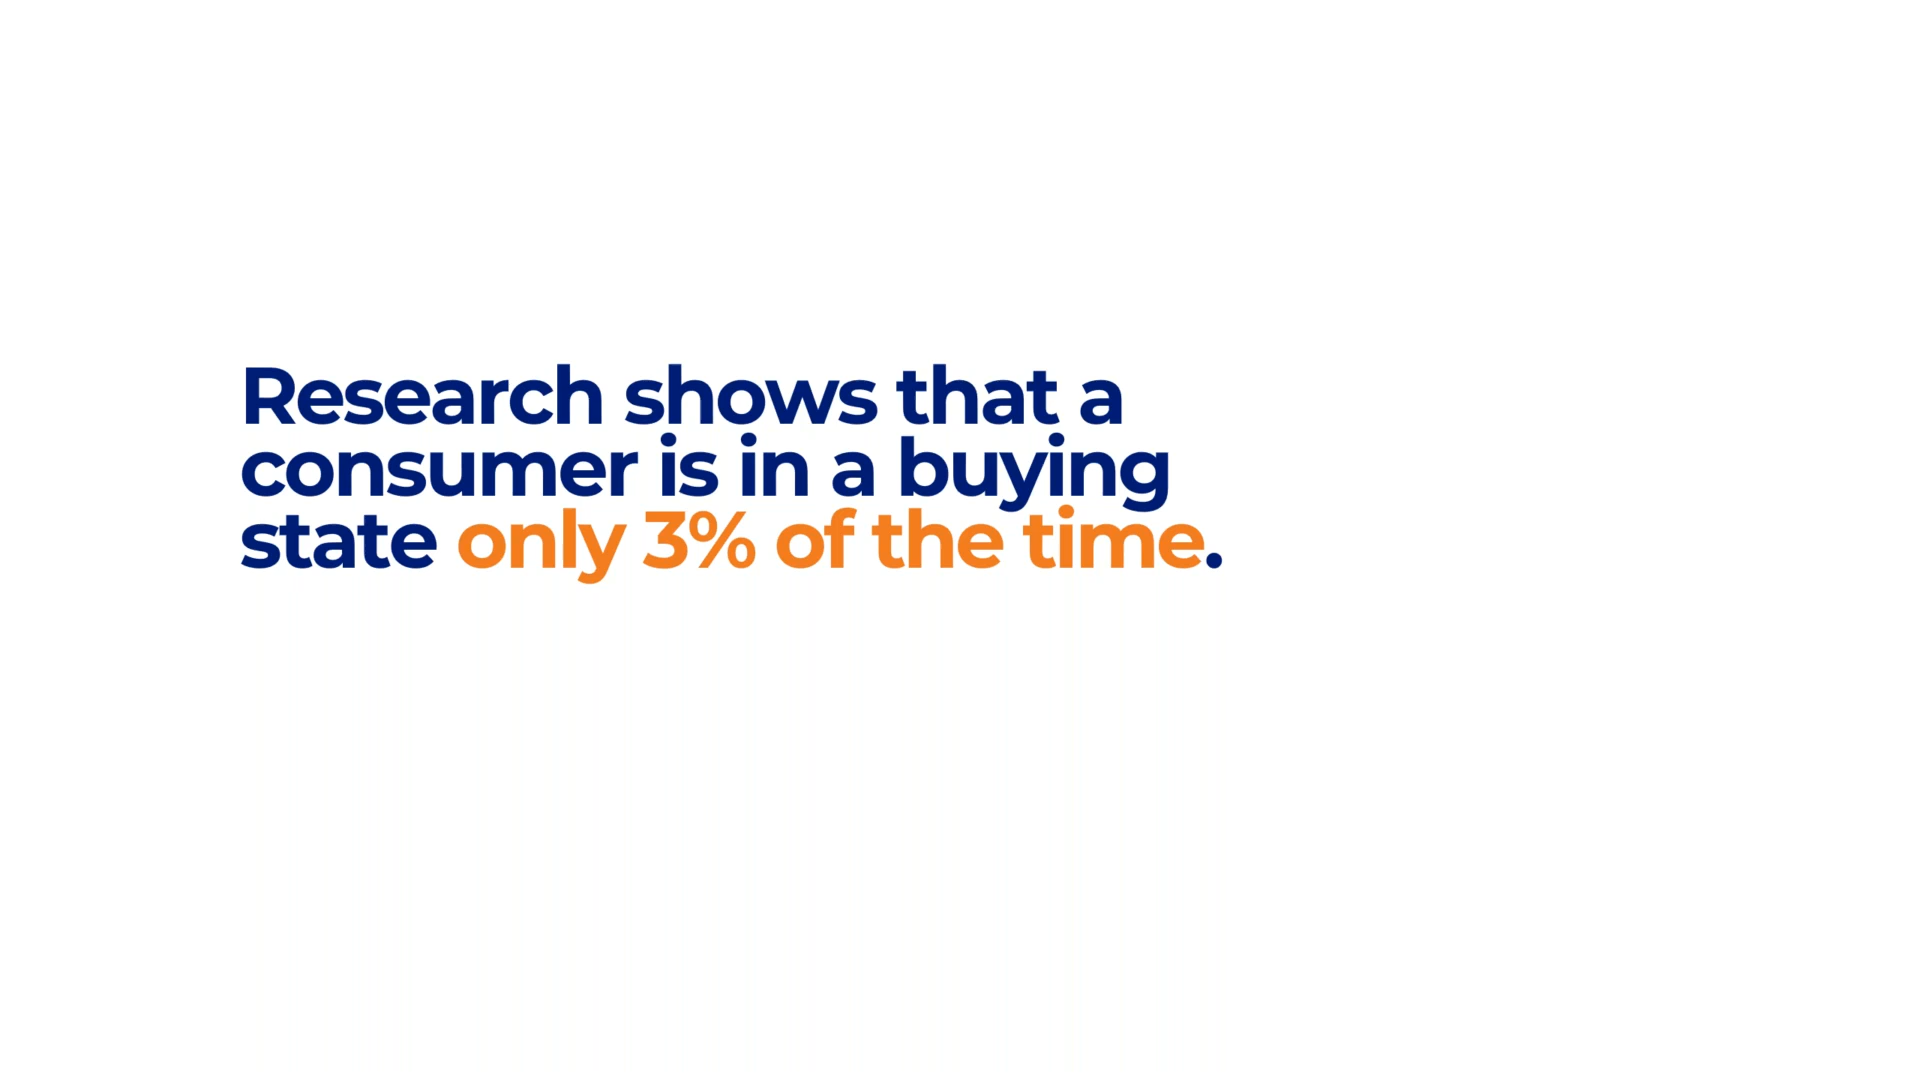 Research shows that a
consumer is in a buying
state only 3% of the time.